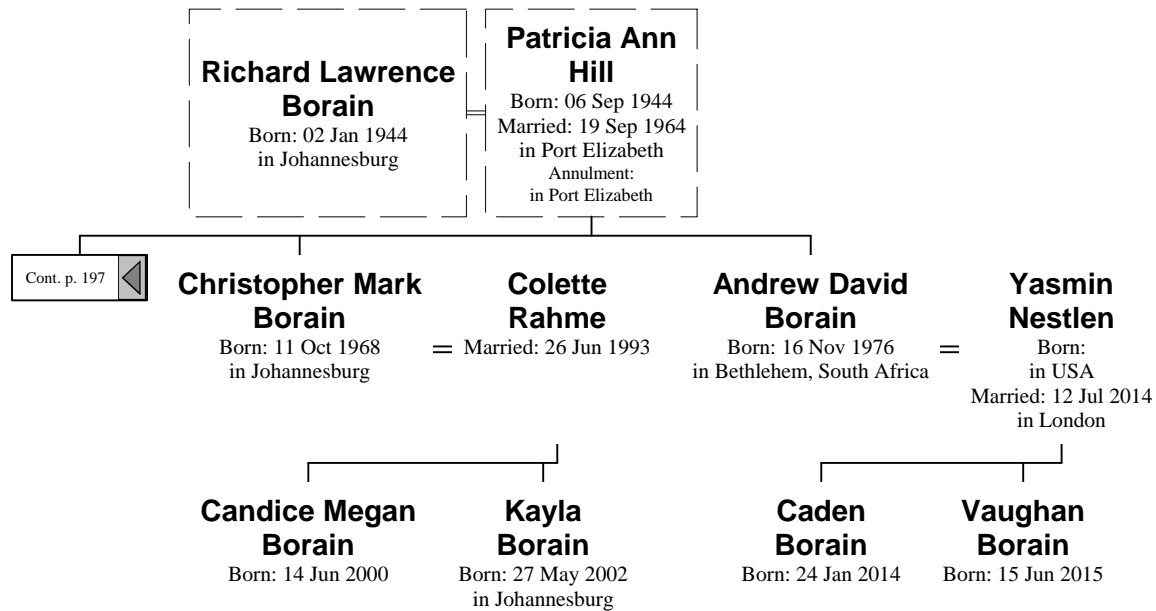 Richard Lawrence
Borain
Born: 02 Jan 1944
in Johannesburg
Patricia Ann
Hill
Born: 06 Sep 1944
Married: 19 Sep 1964
in Port Elizabeth
Annulment:
in Port Elizabeth
Cont. p. 197
Christopher Mark
Borain
Born: 11 Oct 1968
in Johannesburg
=
Colette
Rahme
Married: 26 Jun 1993
Andrew David
Borain
Born: 16 Nov 1976
in Bethlehem, South Africa
=
Yasmin
Nestlen
Born:
in USA
Married: 12 Jul 2014
in London
Candice Megan
Borain
Born: 14 Jun 2000
Kayla
Borain
Born: 27 May 2002
in Johannesburg
Caden
Borain
Born: 24 Jan 2014
Vaughan
Borain
Born: 15 Jun 2015